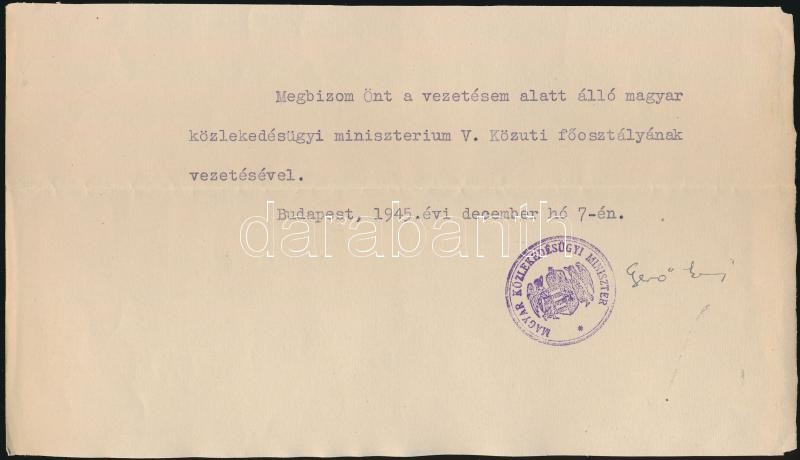 Megbizom Önt a vezetésem alatt álló magyar
közlekedésügyi miniszterium V. Közuti főosztályának
vezetésével.
Budapest, 1945.évi december hó 7-én.
darabanth
MAGYAR KÖZLEKEDÉSÜGYI MINISZTER *
Gerő Ernő